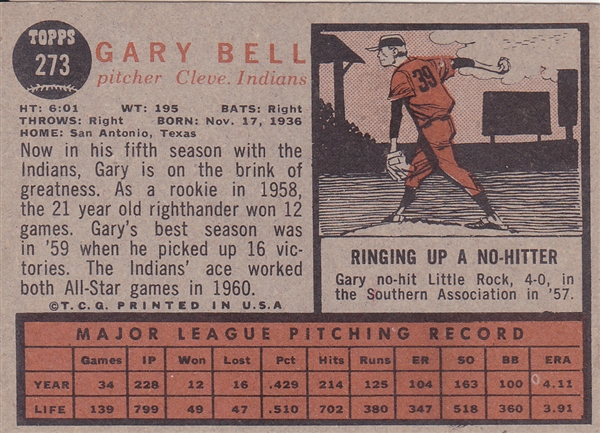 TOPPS
273
GARY BELL
pitcher Cleve. Indians
HT: 6:01 WT: 195 BATS: Right
THROWS: Right BORN: Nov. 17, 1936
HOME: San Antonio, Texas
Now in his fifth season with the
Indians, Gary is on the brink of
greatness. As a rookie in 1958,
the 21 year old righthander won 12
games. Gary's best season was
in '59 when he picked up 16 vic-
tories. The Indians' ace worked
both All-Star games in 1960.
©T.C.G. PRINTED IN U.S.A
39
RINGING UP A NO-HITTER
Gary no-hit Little Rock, 4-0, in
the Southern Association in '57.
MAJOR LEAGUE PITCHING RECORD
Games IP Won Lost Pct Hits Runs ER SO BB ERA
YEAR 34 228 12 16 .429 214 125 104 163 100 4.11
LIFE 139 799 49 47 .510 702 380 347 518 360 3.91